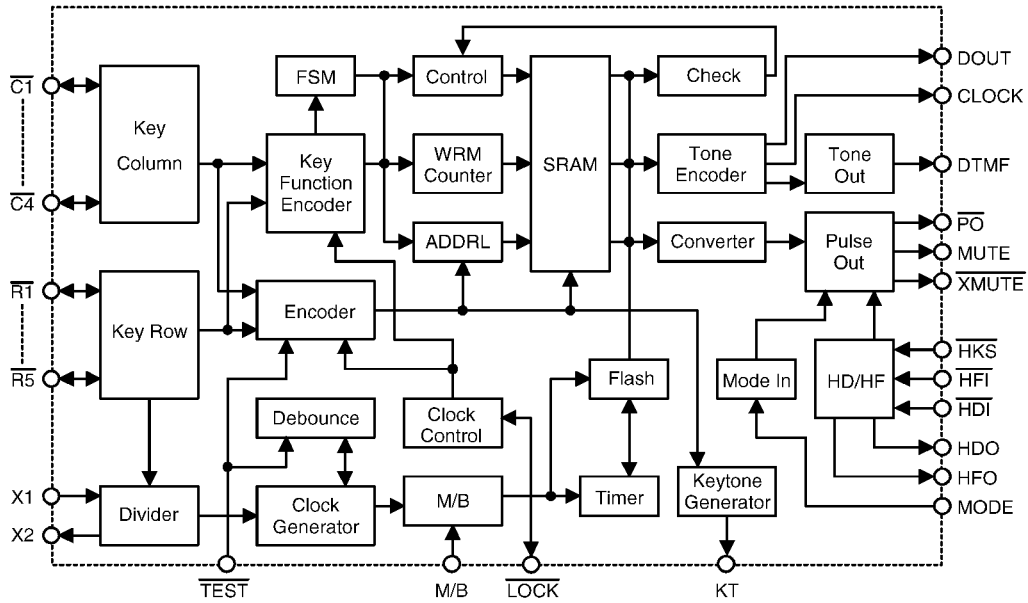 C1
C4
R1
R5
X1
X2
Key
Column
Key Row
Divider
FSM
Key
Function
Encoder
Encoder
Debounce
Clock
Generator
Control
WRM
Counter
ADDRL
Clock
Control
M/B
SRAM
Check
Tone
Encoder
Converter
Flash
Timer
Tone
Out
Pulse
Out
Mode In
HD/HF
Keytone
Generator
DOUT
CLOCK
DTMF
PO
MUTE
XMUTE
HKS
HFI
HDI
HDO
HFO
MODE
TEST
M/B
LOCK
KT